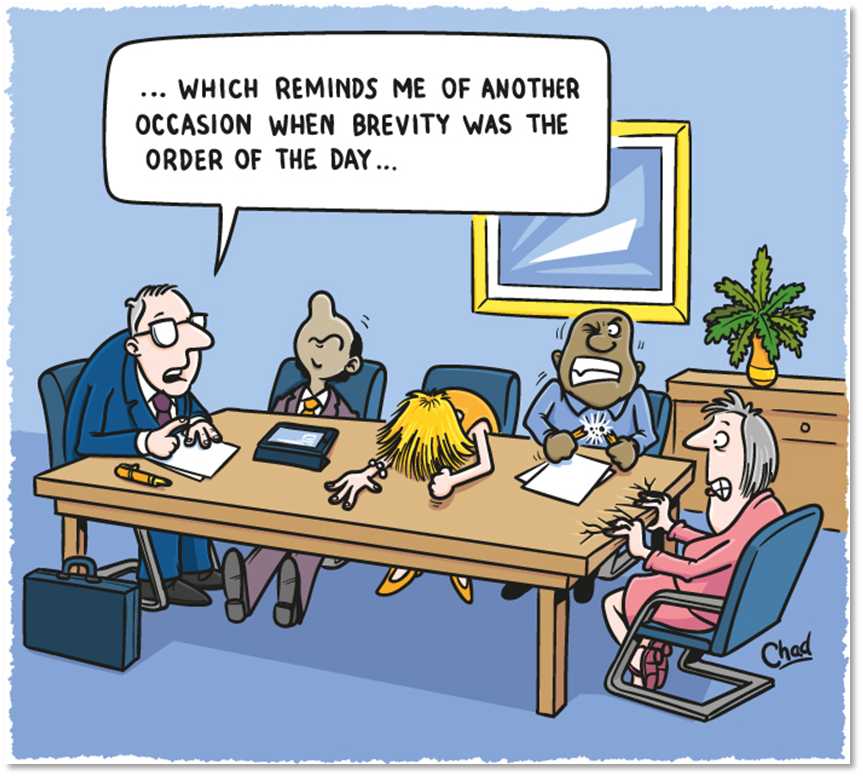 ... WHICH REMINDS ME OF ANOTHER
OCCASION WHEN BREVITY WAS THE
ORDER OF THE DAY...
Chad